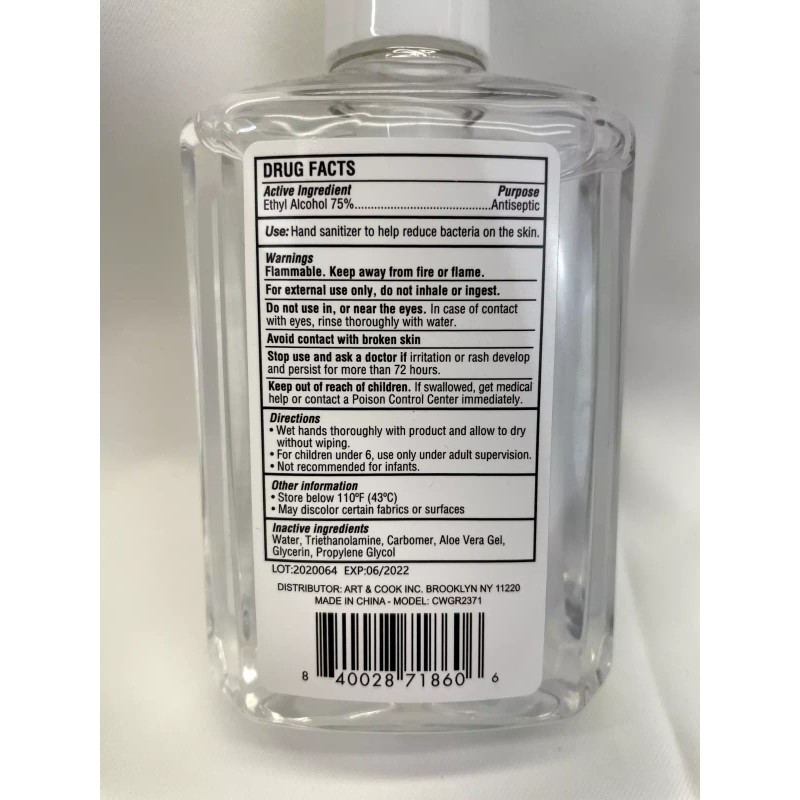 DRUG FACTS
Active Ingredient Purpose
Ethyl Alcohol 75%..........................................Antiseptic
Use: Hand sanitizer to help reduce bacteria on the skin.
Warnings
Flammable. Keep away from fire or flame.
For external use only, do not inhale or ingest.
Do not use in, or near the eyes. In case of contact
with eyes, rinse thoroughly with water.
Avoid contact with broken skin
Stop use and ask a doctor if irritation or rash develop
and persist for more than 72 hours.
Keep out of reach of children. If swallowed, get medical
help or contact a Poison Control Center immediately.
Directions
• Wet hands thoroughly with product and allow to dry
without wiping.
• For children under 6, use only under adult supervision.
• Not recommended for infants.
Other information
• Store below 110ºF (43ºC)
• May discolor certain fabrics or surfaces
Inactive ingredients
Water, Triethanolamine, Carbomer, Aloe Vera Gel,
Glycerin, Propylene Glycol
LOT:2020064 EXP:06/2022
DISTRIBUTOR: ART & COOK INC. BROOKLYN NY 11220
MADE IN CHINA - MODEL: CWGR2371
8 40028 71860 6